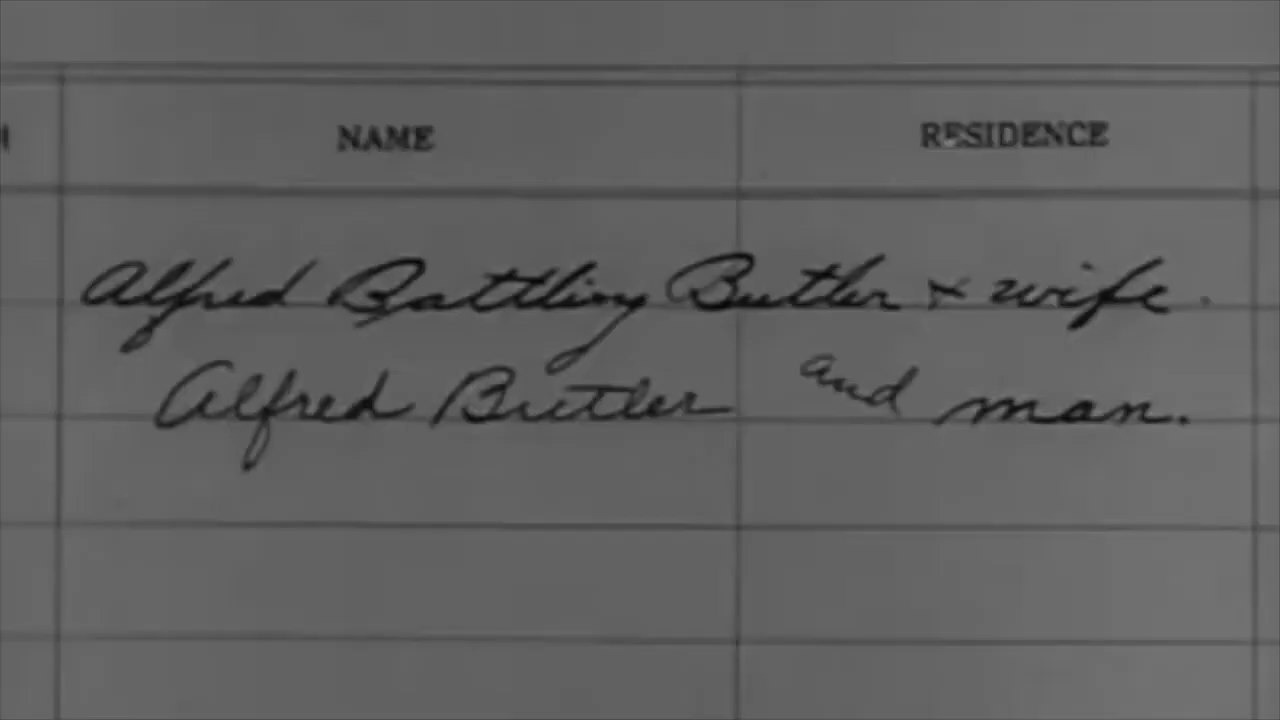 NAME RESIDENCE
Alfred Battling Butler & wife.
Alfred Butler and man.